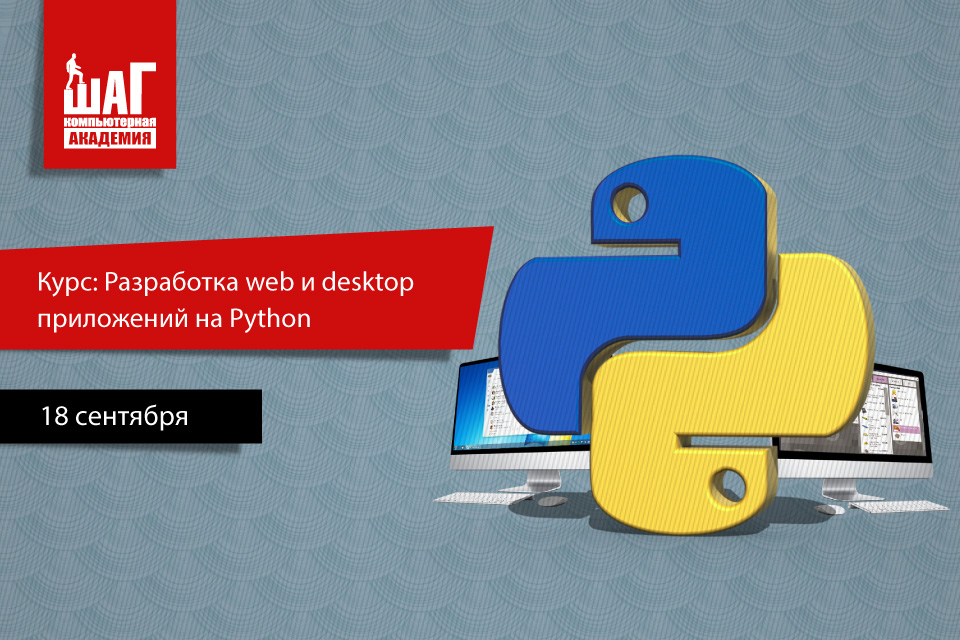 ШАГ
КОМПЬЮТЕРНАЯ
АКАДЕМИЯ
Курс: Разработка web и desktop
приложений на Python
18 сентября